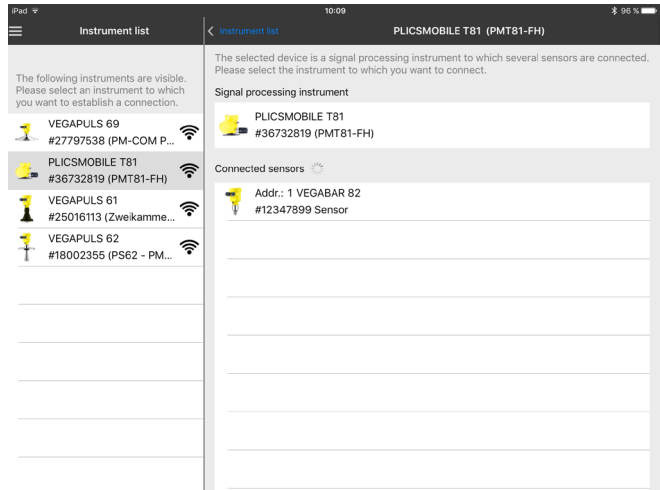 iPad
10:09
96 %
Instrument list
Instrument list
PLICSMOBILE T81 (PMT81-FH)
The following instruments are visible.
Please select an instrument to which
you want to establish a connection.
VEGAPULS 69
#27797538 (PM-COM P...
PLICSMOBILE T81
#36732819 (PMT81-FH)
VEGAPULS 61
#25016113 (Zweikamme...
VEGAPULS 62
#18002355 (PS62 - PM...
The selected device is a signal processing instrument to which several sensors are connected.
Please select the instrument to which you want to connect.
Signal processing instrument
PLICSMOBILE T81
#36732819 (PMT81-FH)
Connected sensors
Addr.: 1 VEGABAR 82
#12347899 Sensor